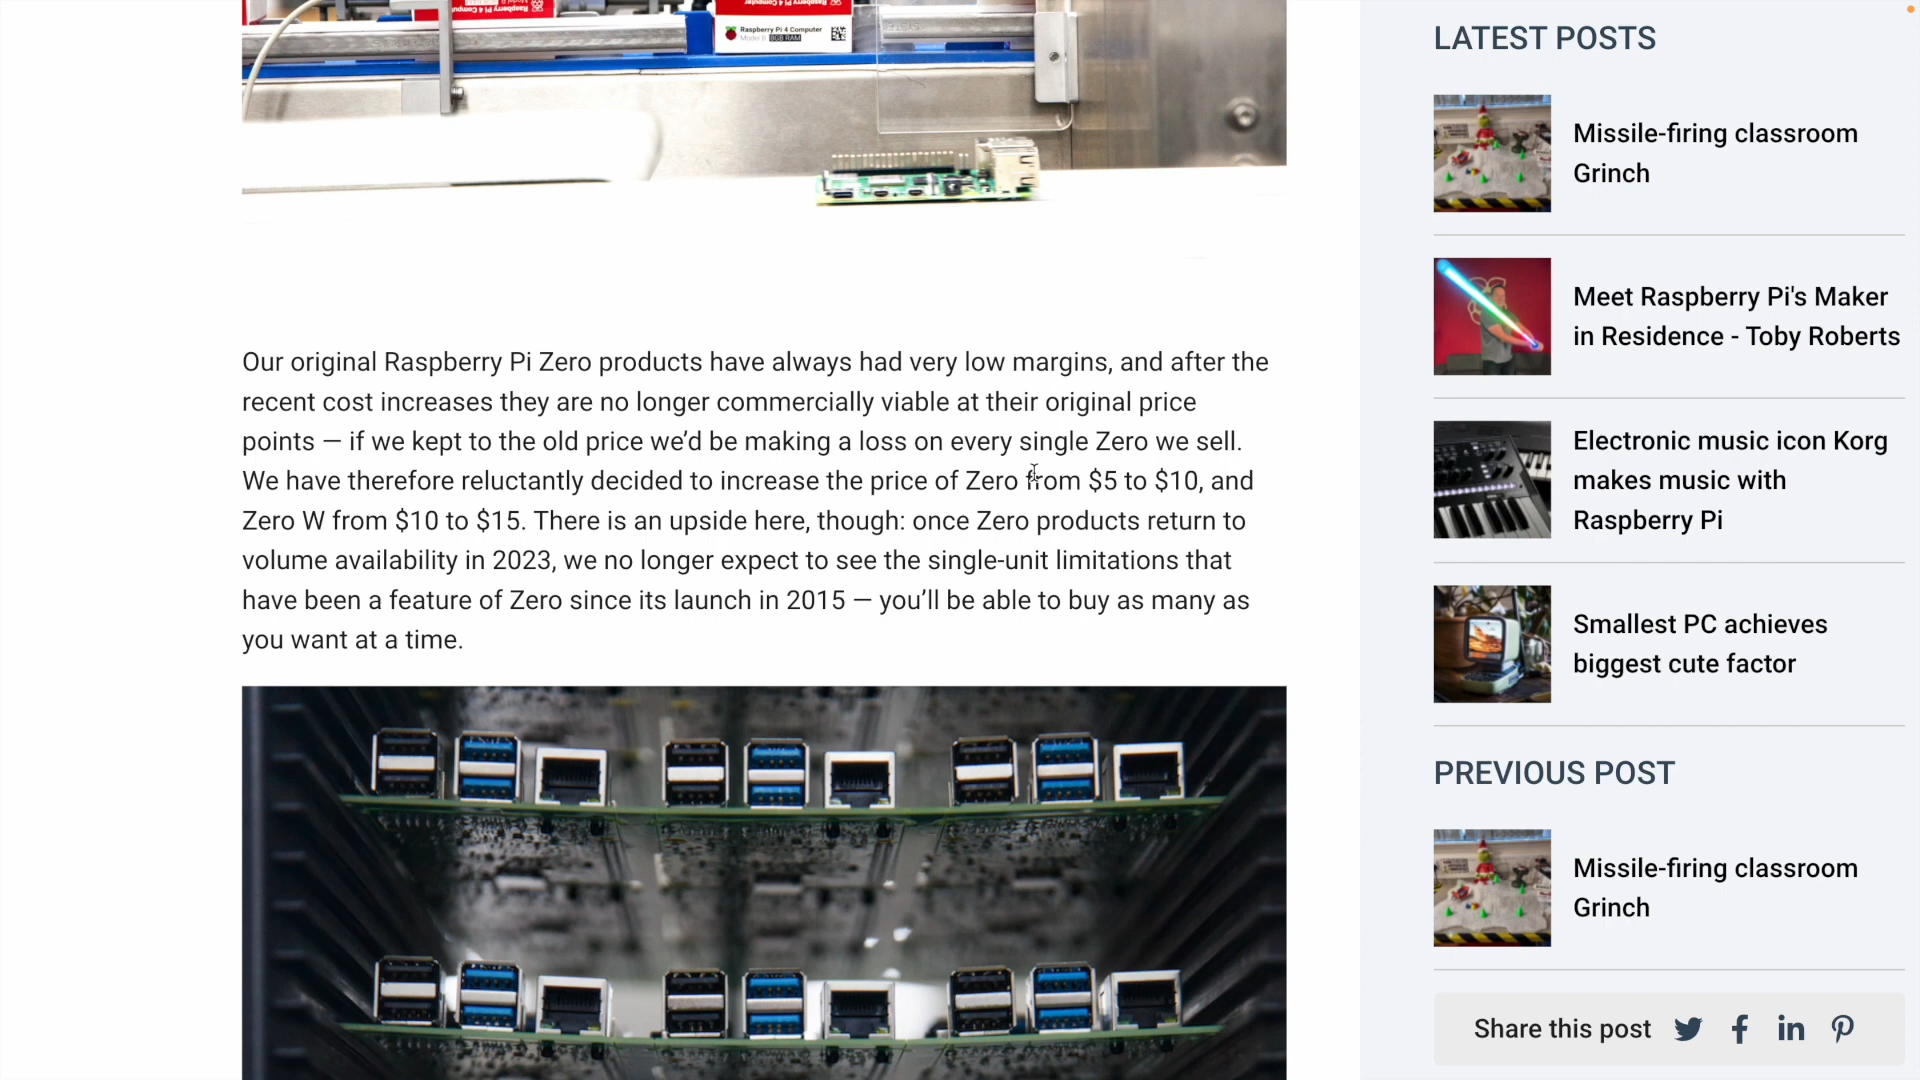 Raspberry Pi 4 Computer
Model B 8GB RAM
Our original Raspberry Pi Zero products have always had very low margins, and after the
recent cost increases they are no longer commercially viable at their original price
points — if we kept to the old price we’d be making a loss on every single Zero we sell.
We have therefore reluctantly decided to increase the price of Zero from $5 to $10, and
Zero W from $10 to $15. There is an upside here, though: once Zero products return to
volume availability in 2023, we no longer expect to see the single-unit limitations that
have been a feature of Zero since its launch in 2015 — you’ll be able to buy as many as
you want at a time.
LATEST POSTS
Missile-firing classroom
Grinch
Meet Raspberry Pi's Maker
in Residence - Toby Roberts
Electronic music icon Korg
makes music with
Raspberry Pi
Smallest PC achieves
biggest cute factor
PREVIOUS POST
Missile-firing classroom
Grinch
Share this post